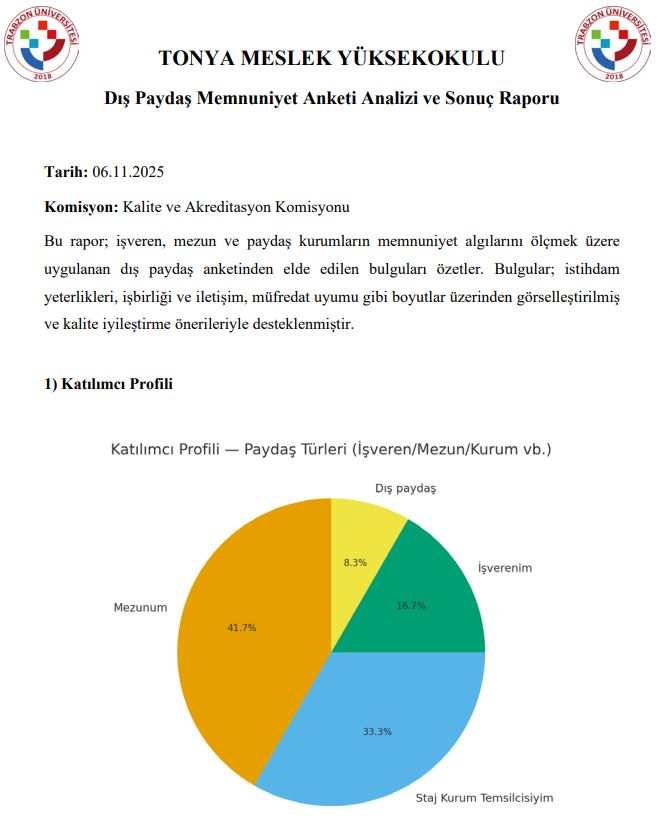 TRABZON ÜNİVERSİTESİ
2018
TRABZON ÜNİVERSİTESİ
2018
TONYA MESLEK YÜKSEKOKULU
Dış Paydaş Memnuniyet Anketi Analizi ve Sonuç Raporu
Tarih: 06.11.2025
Komisyon: Kalite ve Akreditasyon Komisyonu
Bu rapor; işveren, mezun ve paydaş kurumların memnuniyet algılarını ölçmek üzere
uygulanan dış paydaş anketinden elde edilen bulguları özetler. Bulgular; istihdam
yeterlikleri, işbirliği ve iletişim, müfredat uyumu gibi boyutlar üzerinden görselleştirilmiş
ve kalite iyileştirme önerileriyle desteklenmiştir.
1) Katılımcı Profili
Katılımcı Profili — Paydaş Türleri (İşveren/Mezun/Kurum vb.)
Dış paydaş
8.3%
İşverenim
16.7%
Mezunum
41.7%
33.3%
Staj Kurum Temsilcisiyim